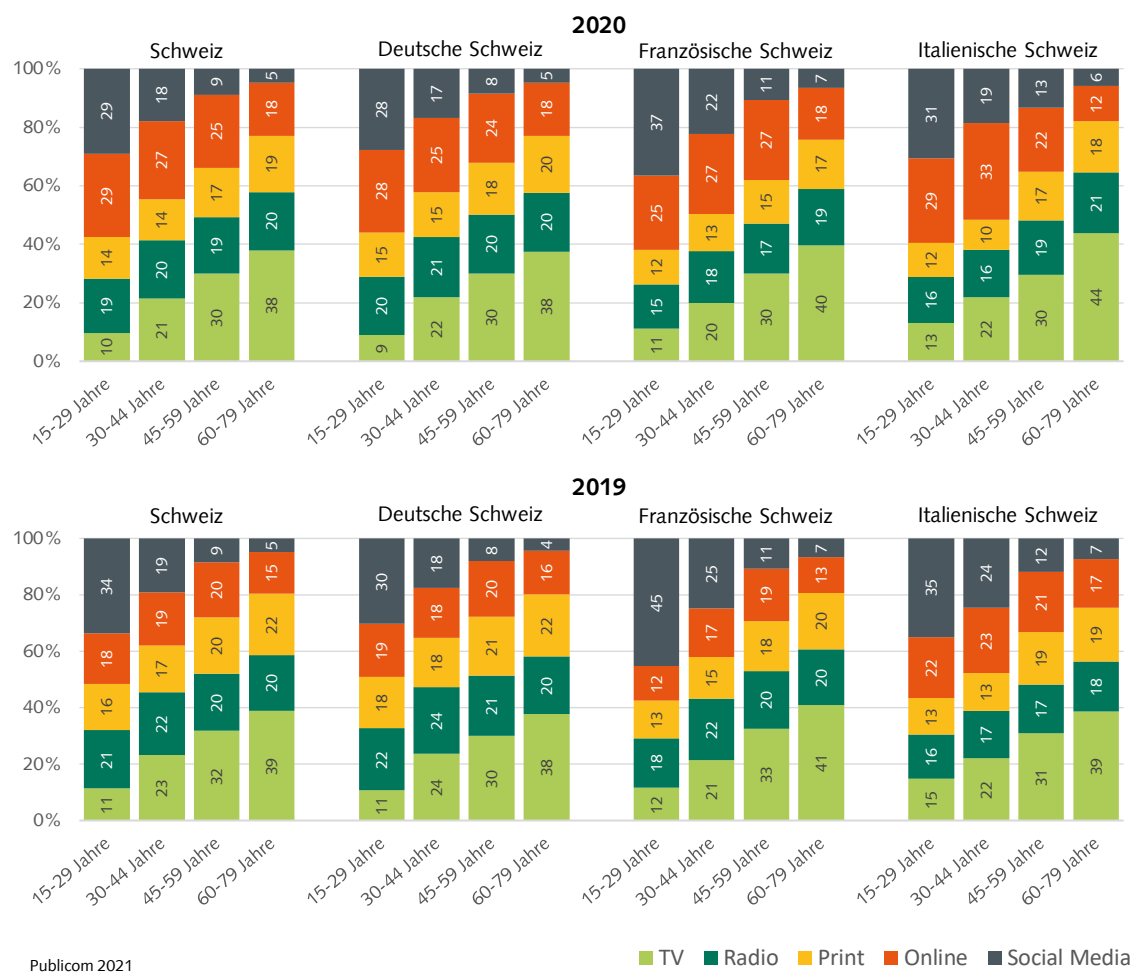 2020
Schweiz Deutsche Schweiz Französische Schweiz Italienische Schweiz
100%
29 18 9 5 28 17 8 5 37 22 11 7 31 19 13 6
80%
29 27 25 18 28 25 24 18 25 27 27 18 29 33 22 12
60%
14 14 17 19 15 15 18 20 12 13 15 17 12 10 17 18
40%
19 20 19 20 20 21 20 20 15 18 17 19 16 16 19 21
20%
10 21 30 38 9 22 30 38 11 20 30 40 13 22 30 44
0%
15-29 Jahre 30-44 Jahre 45-59 Jahre 60-79 Jahre 15-29 Jahre 30-44 Jahre 45-59 Jahre 60-79 Jahre 15-29 Jahre 30-44 Jahre 45-59 Jahre 60-79 Jahre 15-29 Jahre 30-44 Jahre 45-59 Jahre 60-79 Jahre
2019
Schweiz Deutsche Schweiz Französische Schweiz Italienische Schweiz
100%
34 19 9 5 30 18 8 4 45 25 11 7 35 24 12 7
80%
18 19 20 15 19 18 20 16 12 17 19 13 22 23 21 17
60%
16 17 20 22 18 18 21 22 13 15 18 20 13 13 19 19
40%
21 22 20 20 22 24 21 20 18 22 20 20 16 17 17 18
20%
11 23 32 39 11 24 30 38 12 21 33 41 15 22 31 39
0%
15-29 Jahre 30-44 Jahre 45-59 Jahre 60-79 Jahre 15-29 Jahre 30-44 Jahre 45-59 Jahre 60-79 Jahre 15-29 Jahre 30-44 Jahre 45-59 Jahre 60-79 Jahre 15-29 Jahre 30-44 Jahre 45-59 Jahre 60-79 Jahre
Publicom 2021
TV Radio Print Online Social Media